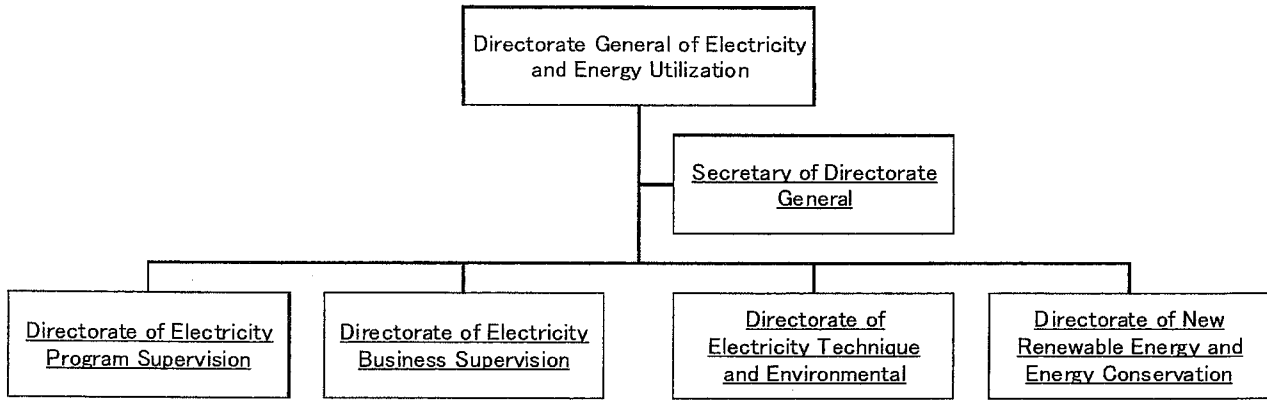 Directorate General of Electricity
and Energy Utilization
Secretary of Directorate
General
Directorate of Electricity
Program Supervision
Directorate of Electricity
Business Supervision
Directorate of
Electricity Technique
and Environmental
Directorate of New
Renewable Energy and
Energy Conservation